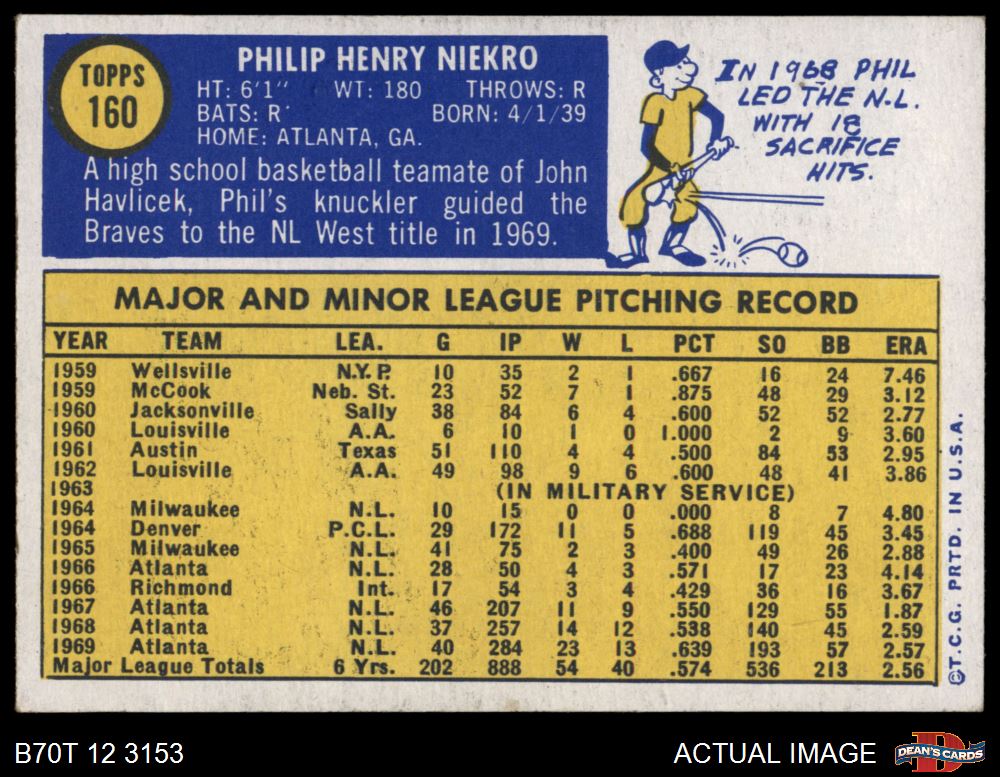 TOPPS
160
PHILIP HENRY NIEKRO
HT: 6'1" WT: 180 THROWS: R
BATS: R BORN: 4/1/39
HOME: ATLANTA, GA.
A high school basketball teamate of John
Havlicek, Phil's knuckler guided the
Braves to the NL West title in 1969.
IN 1968 PHIL
LED THE N.L.
WITH 18
SACRIFICE
HITS.
MAJOR AND MINOR LEAGUE PITCHING RECORD
YEAR TEAM LEA. G IP W L PCT SO BB ERA
1959 Wellsville N.Y.P. 10 35 2 1 .667 16 24 7.46
1959 McCook Neb. St. 23 52 7 1 .875 48 29 3.12
1960 Jacksonville Sally 38 84 6 4 .600 52 52 2.77
1960 Louisville A.A. 6 10 1 0 1.000 2 9 3.60
1961 Austin Texas 51 110 4 4 .500 84 53 2.95
1962 Louisville A.A. 49 98 9 6 .600 48 41 3.86
1963 (IN MILITARY SERVICE)
1964 Milwaukee N.L. 10 15 0 0 .000 8 7 4.80
1964 Denver P.C.L. 29 172 11 5 .688 119 45 3.45
1965 Milwaukee N.L. 41 75 2 3 .400 49 26 2.88
1966 Atlanta N.L. 28 50 4 3 .571 17 23 4.14
1966 Richmond Int. 17 54 3 4 .429 36 16 3.67
1967 Atlanta N.L. 46 207 11 9 .550 129 55 1.87
1968 Atlanta N.L. 37 257 14 12 .538 140 45 2.59
1969 Atlanta N.L. 40 284 23 13 .639 193 57 2.57
Major League Totals 6 Yrs. 202 888 54 40 .574 536 213 2.56
©T.C.G. PRTD. IN U.S.A.
B70T 12 3153
ACTUAL IMAGE
DEAN'S CARDS